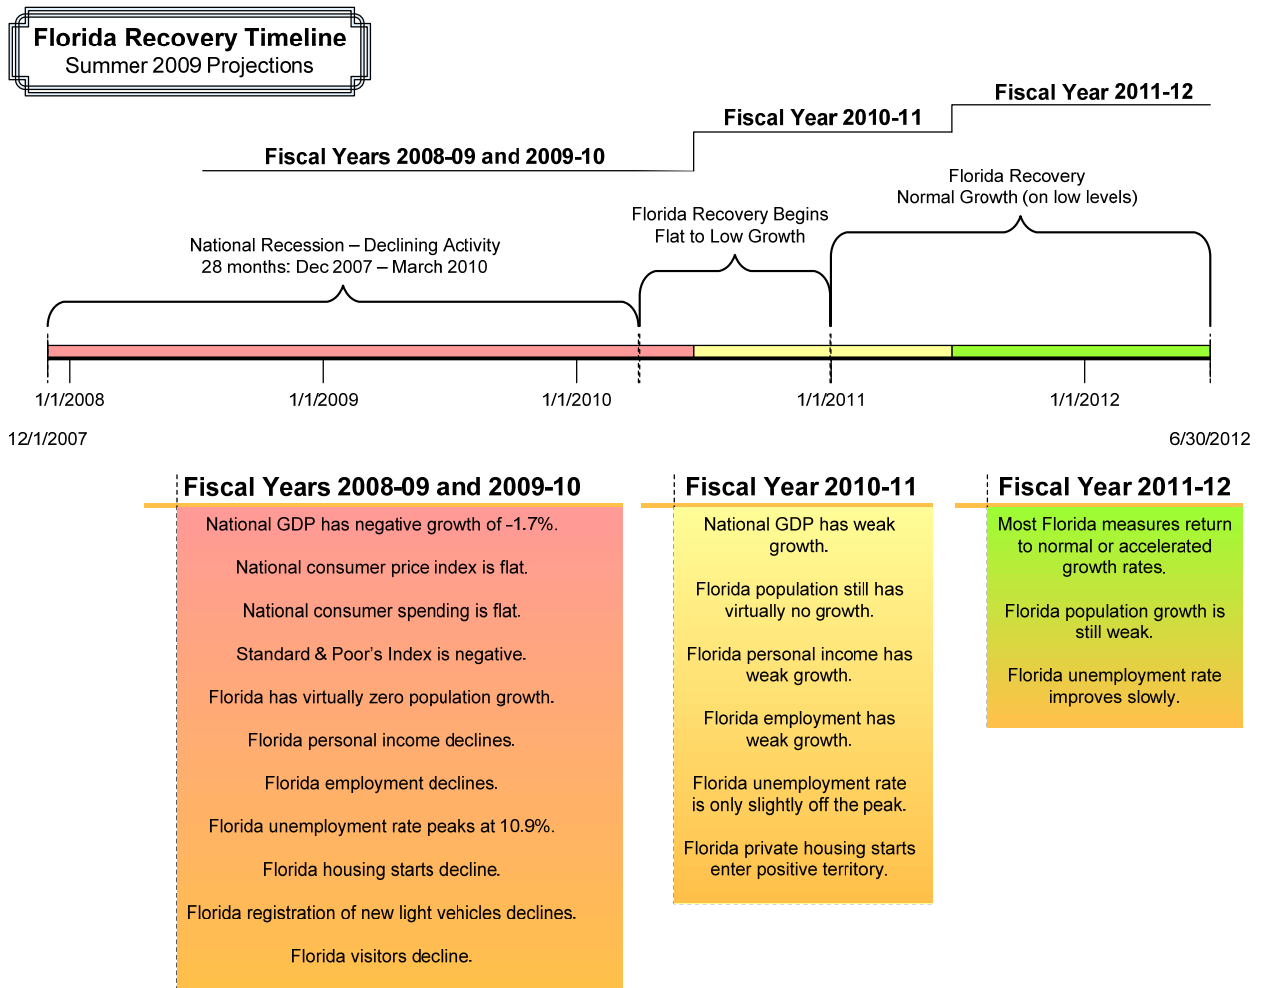 Florida Recovery Timeline
Summer 2009 Projections
Fiscal Year 2011-12
Fiscal Year 2010-11
Fiscal Years 2008-09 and 2009-10
Florida Recovery
Normal Growth (on low levels)
Florida Recovery Begins
Flat to Low Growth
National Recession – Declining Activity
28 months: Dec 2007 – March 2010
1/1/2008
1/1/2009
1/1/2010
1/1/2011
1/1/2012
12/1/2007
6/30/2012
Fiscal Years 2008-09 and 2009-10
National GDP has negative growth of –1.7%.
National consumer price index is flat.
National consumer spending is flat.
Standard & Poor's Index is negative.
Florida has virtually zero population growth.
Florida personal income declines.
Florida employment declines.
Florida unemployment rate peaks at 10.9%.
Florida housing starts decline.
Florida registration of new light vehicles declines.
Florida visitors decline.
Fiscal Year 2010-11
National GDP has weak
growth.
Florida population still has
virtually no growth.
Florida personal income has
weak growth.
Florida employment has
weak growth.
Florida unemployment rate
is only slightly off the peak.
Florida private housing starts
enter positive territory.
Fiscal Year 2011-12
Most Florida measures return
to normal or accelerated
growth rates.
Florida population growth is
still weak.
Florida unemployment rate
improves slowly.